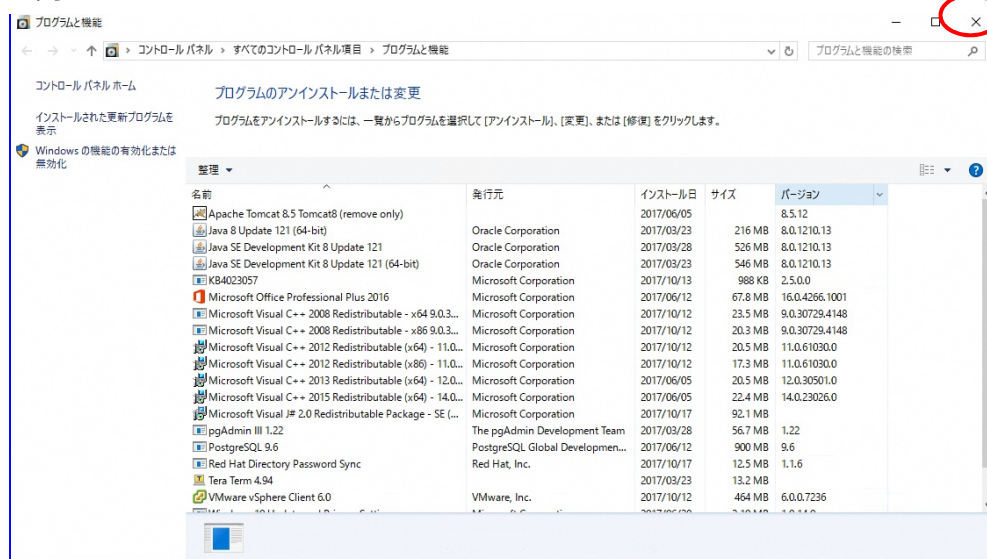 プログラムと機能
コントロール パネル › すべてのコントロール パネル項目 › プログラムと機能
プログラムと機能の検索
コントロール パネル ホーム
インストールされた更新プログラムを
表示
Windows の機能の有効化または
無効化
プログラムのアンインストールまたは変更
プログラムをアンインストールするには、一覧からプログラムを選択して [アンインストール]、[変更]、または [修復] をクリックします。
整理
名前 発行元 インストール日 サイズ バージョン
Apache Tomcat 8.5 Tomcat8 (remove only) 2017/06/05 8.5.12
Java 8 Update 121 (64-bit) Oracle Corporation 2017/03/23 216 MB 8.0.1210.13
Java SE Development Kit 8 Update 121 Oracle Corporation 2017/03/28 526 MB 8.0.1210.13
Java SE Development Kit 8 Update 121 (64-bit) Oracle Corporation 2017/03/23 546 MB 8.0.1210.13
KB4023057 Microsoft Corporation 2017/10/13 988 KB 2.5.0.0
Microsoft Office Professional Plus 2016 Microsoft Corporation 2017/06/12 67.8 MB 16.0.4266.1001
Microsoft Visual C++ 2008 Redistributable - x64 9.0.3... Microsoft Corporation 2017/10/12 23.5 MB 9.0.30729.4148
Microsoft Visual C++ 2008 Redistributable - x86 9.0.3... Microsoft Corporation 2017/10/12 20.3 MB 9.0.30729.4148
Microsoft Visual C++ 2012 Redistributable (x64) - 11.0... Microsoft Corporation 2017/10/12 20.5 MB 11.0.61030.0
Microsoft Visual C++ 2012 Redistributable (x86) - 11.0... Microsoft Corporation 2017/10/12 17.3 MB 11.0.61030.0
Microsoft Visual C++ 2013 Redistributable (x64) - 12.0... Microsoft Corporation 2017/06/05 20.5 MB 12.0.30501.0
Microsoft Visual C++ 2015 Redistributable (x64) - 14.0... Microsoft Corporation 2017/06/05 22.4 MB 14.0.23026.0
Microsoft Visual J# 2.0 Redistributable Package - SE (... Microsoft Corporation 2017/10/17 92.1 MB
pgAdmin III 1.22 The pgAdmin Development Team 2017/03/28 56.7 MB 1.22
PostgreSQL 9.6 PostgreSQL Global Developmen... 2017/06/12 900 MB 9.6
Red Hat Directory Password Sync Red Hat, Inc. 2017/10/17 12.5 MB 1.1.6
Tera Term 4.94 2017/03/23 13.2 MB
VMware vSphere Client 6.0 VMware, Inc. 2017/10/12 464 MB 6.0.0.7236